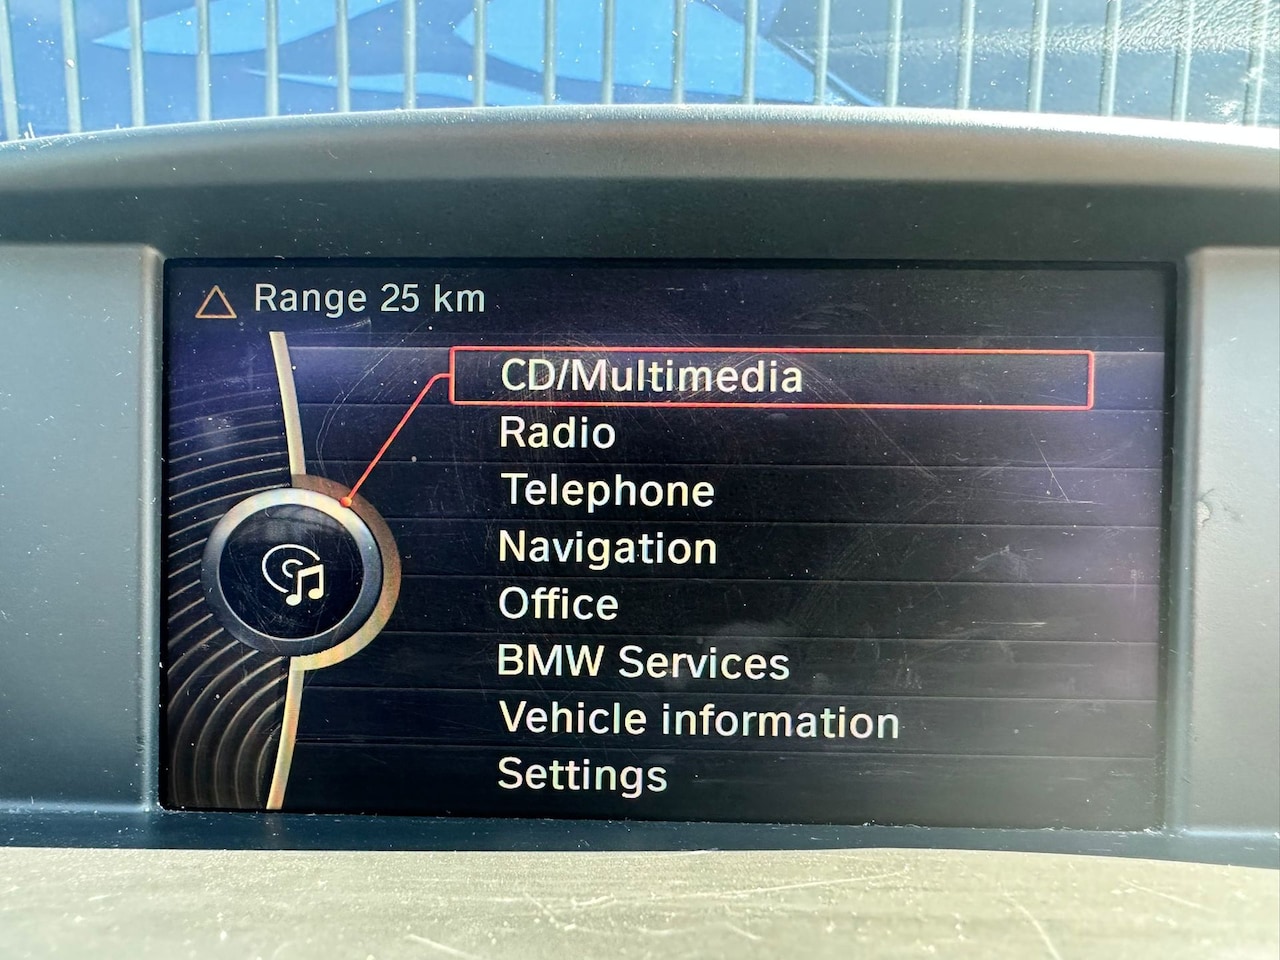 Range 25 km
CD/Multimedia
Radio
Telephone
Navigation
Office
BMW Services
Vehicle information
Settings